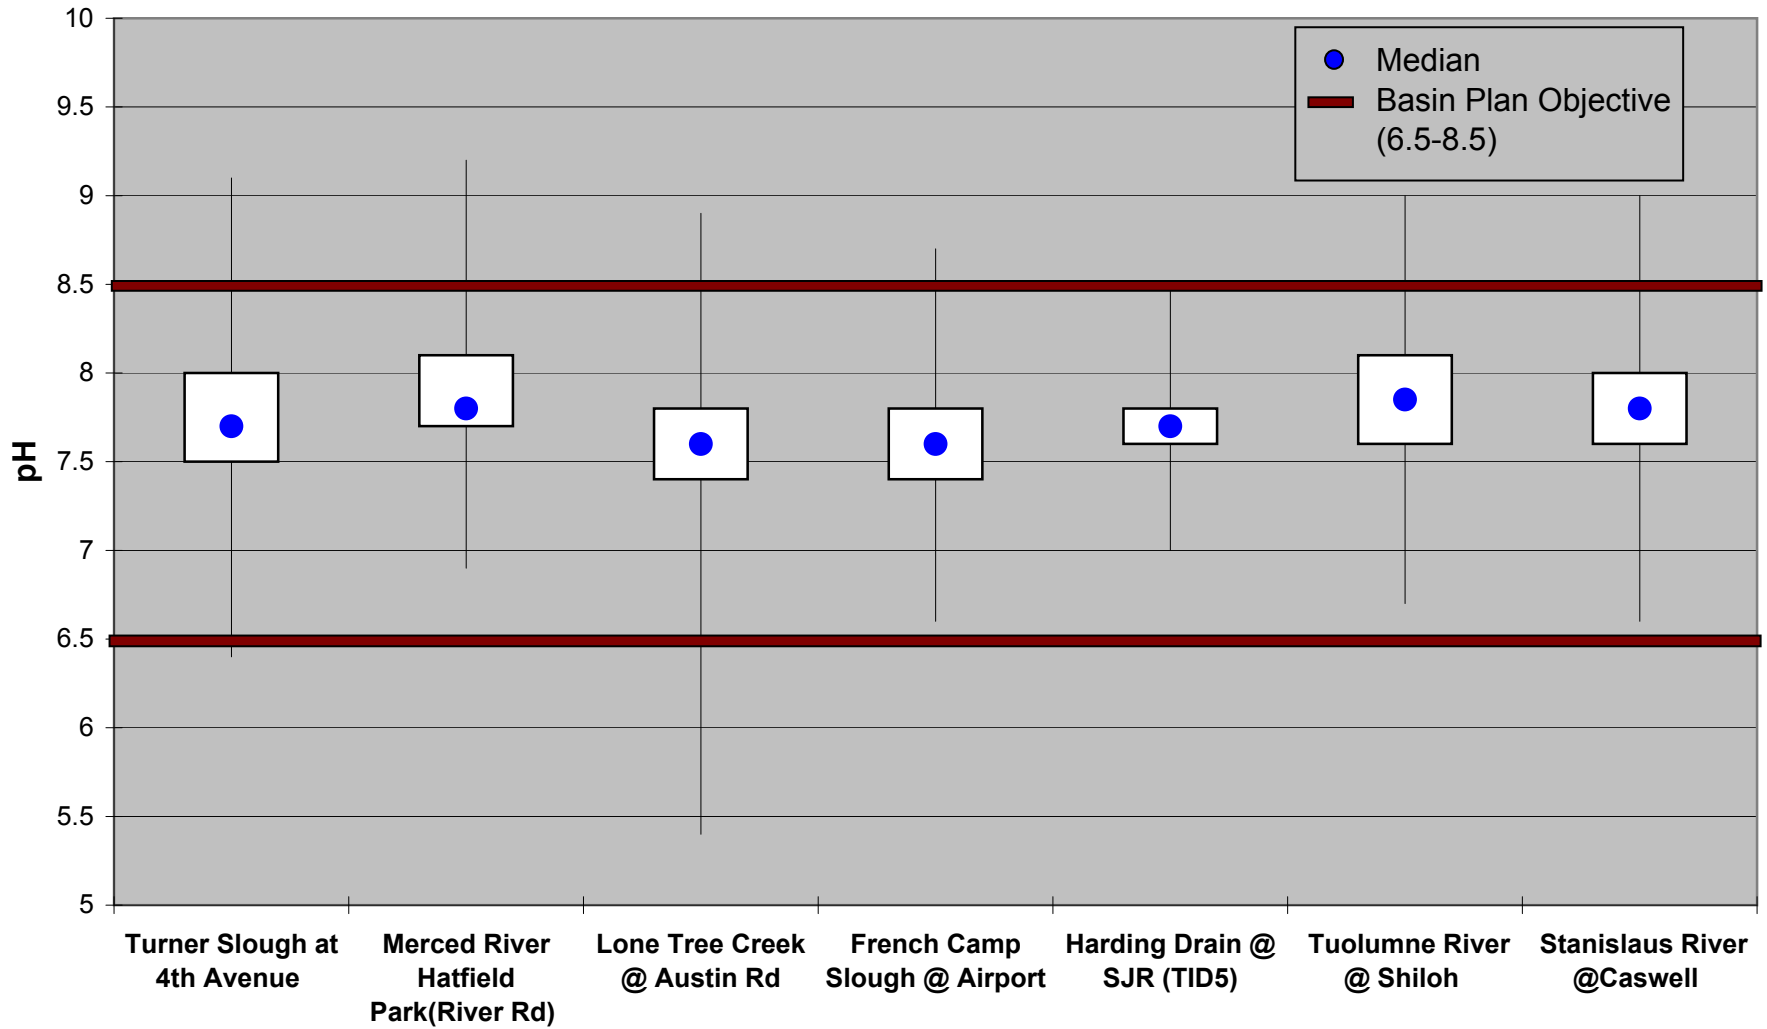 10
9.5
9
8.5
8
7.5
7
6.5
6
5.5
5
pH
Median
Basin Plan Objective
(6.5-8.5)
Turner Slough at
4th Avenue
Merced River
Hatfield
Park(River Rd)
Lone Tree Creek
@ Austin Rd
French Camp
Slough @ Airport
Harding Drain @
SJR (TID5)
Tuolumne River
@ Shiloh
Stanislaus River
@Caswell